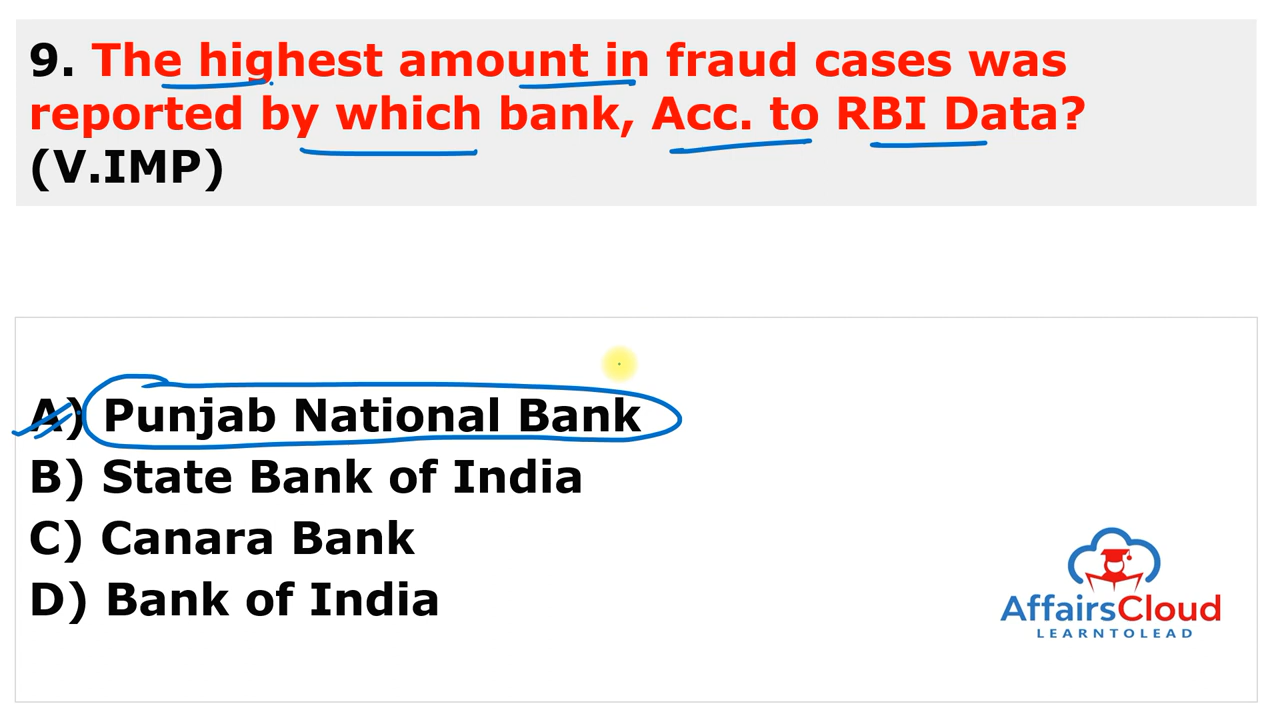 9. The highest amount in fraud cases was
reported by which bank, Acc. to RBI Data?
(V.IMP)
A) Punjab National Bank
B) State Bank of India
C) Canara Bank
D) Bank of India
AffairsCloud
LEARNTOLEAD